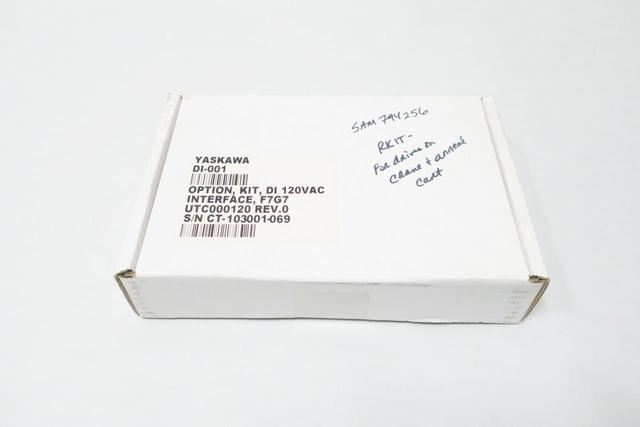 YASKAWA
DI-001
OPTION, KIT, DI 120VAC
INTERFACE, F7G7
UTC000120 REV.0
S/N CT-103001-069
SAM 794256
RKIT-
For drives on
Crane + anneal
Cart